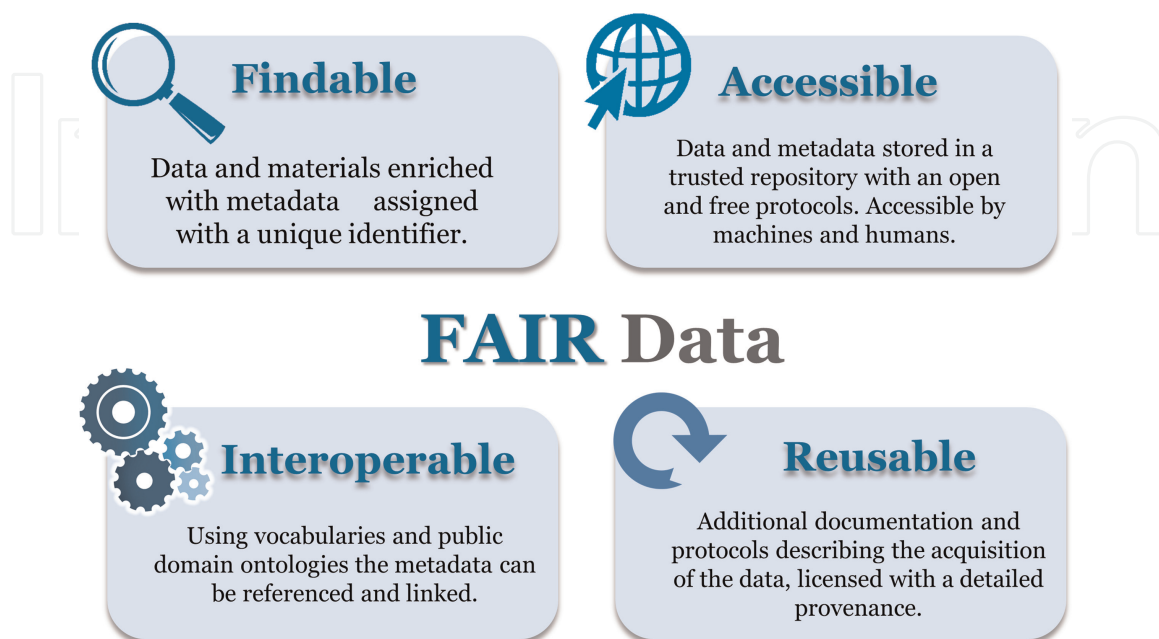 Findable
Data and materials enriched
with metadata assigned
with a unique identifier.
Accessible
Data and metadata stored in a
trusted repository with an open
and free protocols. Accessible by
machines and humans.
FAIR Data
Interoperable
Using vocabularies and public
domain ontologies the metadata can
be referenced and linked.
Reusable
Additional documentation and
protocols describing the acquisition
of the data, licensed with a detailed
provenance.